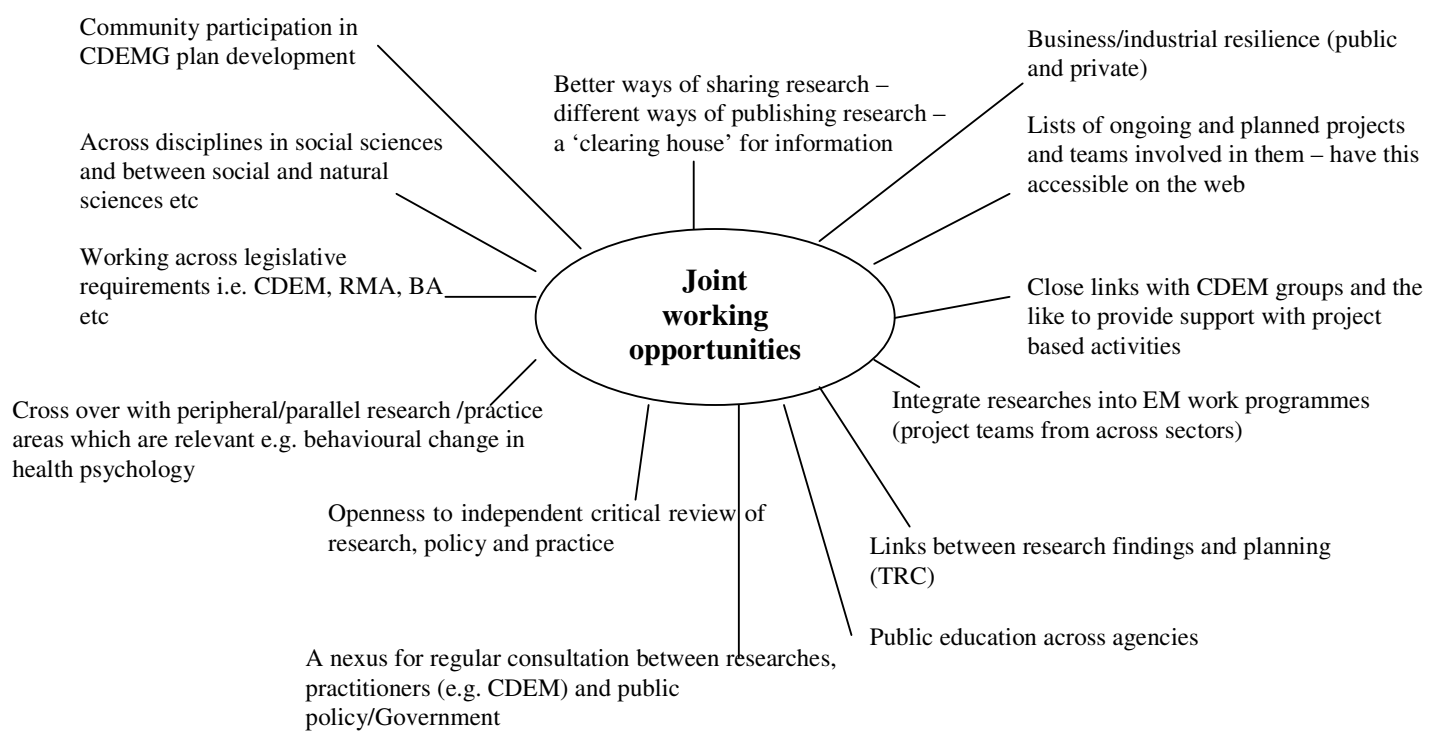 Community participation in
CDEMG plan development
Better ways of sharing research –
different ways of publishing research –
a ‘clearing house’ for information
Business/industrial resilience (public
and private)
Across disciplines in social sciences
and between social and natural
sciences etc
Lists of ongoing and planned projects
and teams involved in them – have this
accessible on the web
Working across legislative
requirements i.e. CDEM, RMA, BA
etc
Joint
working
opportunities
Close links with CDEM groups and the
like to provide support with project
based activities
Cross over with peripheral/parallel research /practice
areas which are relevant e.g. behavioural change in
health psychology
Integrate researches into EM work programmes
(project teams from across sectors)
Openness to independent critical review of
research, policy and practice
Links between research findings and planning
(TRC)
Public education across agencies
A nexus for regular consultation between researches,
practitioners (e.g. CDEM) and public
policy/Government